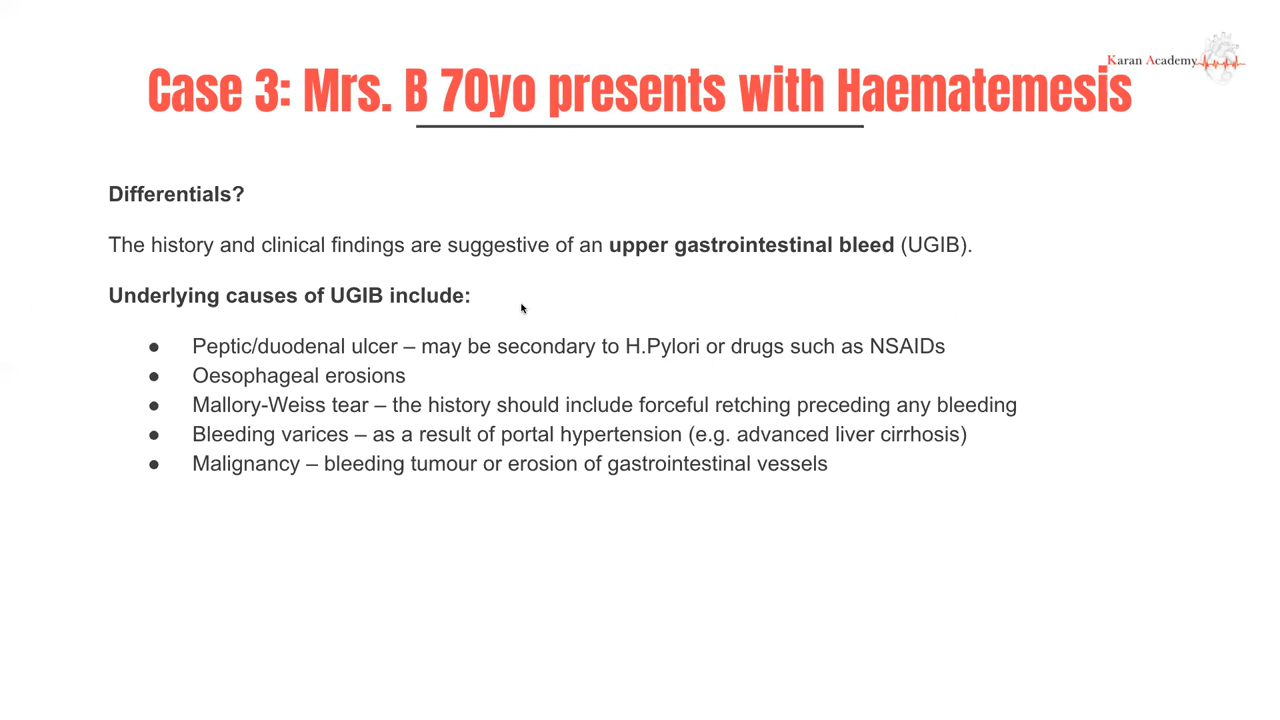 Karan Academy
Case 3: Mrs. B 70yo presents with Haematemesis
Differentials?
The history and clinical findings are suggestive of an upper gastrointestinal bleed (UGIB).
Underlying causes of UGIB include:
● Peptic/duodenal ulcer – may be secondary to H.Pylori or drugs such as NSAIDs
● Oesophageal erosions
● Mallory-Weiss tear – the history should include forceful retching preceding any bleeding
● Bleeding varices – as a result of portal hypertension (e.g. advanced liver cirrhosis)
● Malignancy – bleeding tumour or erosion of gastrointestinal vessels